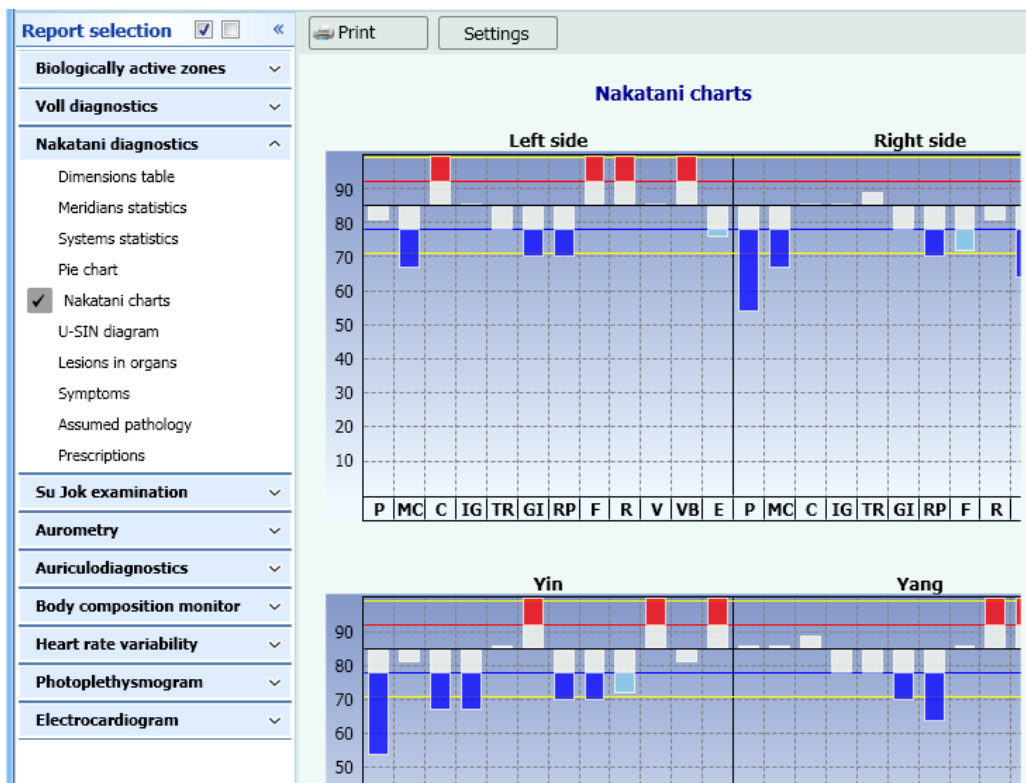 Report selection
«
Print
Settings
Biologically active zones
Voll diagnostics
Nakatani diagnostics
Dimensions table
Meridians statistics
Systems statistics
Pie chart
Nakatani charts
U-SIN diagram
Lesions in organs
Symptoms
Assumed pathology
Prescriptions
Su Jok examination
Aurometry
Auriculodiagnostics
Body composition monitor
Heart rate variability
Photoplethysmogram
Electrocardiogram
Nakatani charts
Left side Right side
90
80
70
60
50
40
30
20
10
P MC C IG TR GI RP F R V VB E P MC C IG TR GI RP F R
Yin Yang
90
80
70
60
50